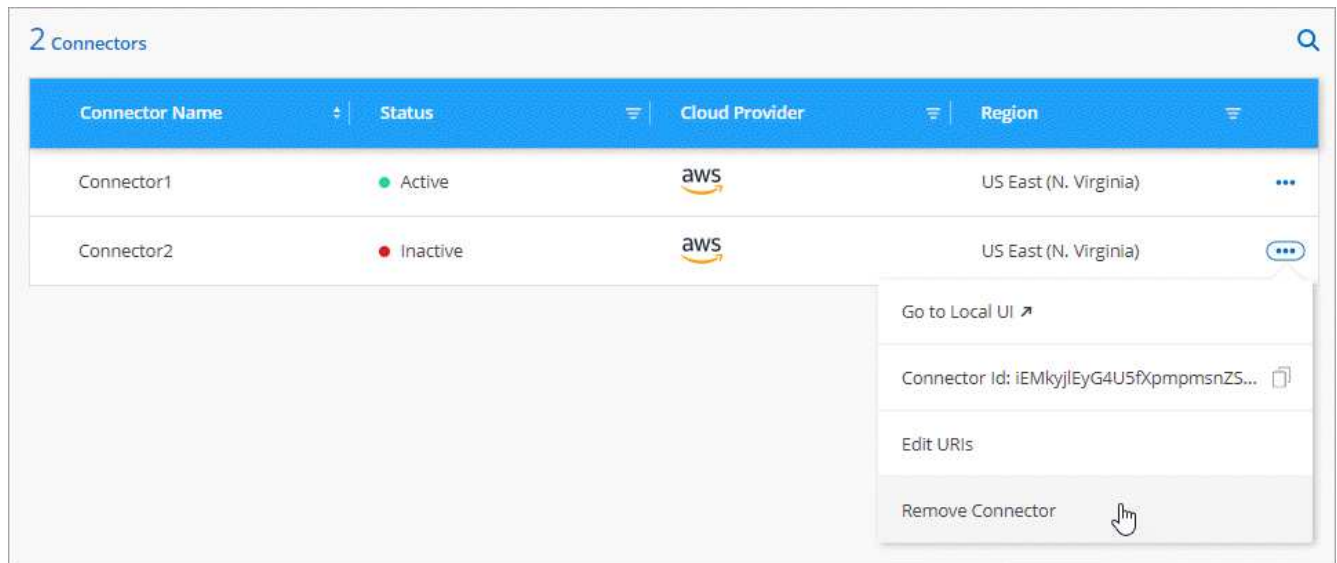 2 Connectors
Connector Name Status Cloud Provider Region
Connector1 Active aws US East (N. Virginia)
Connector2 Inactive aws US East (N. Virginia)
Go to Local UI
Connector Id: iEMkyjlEyG4U5fXpmpmsnZS...
Edit URIs
Remove Connector